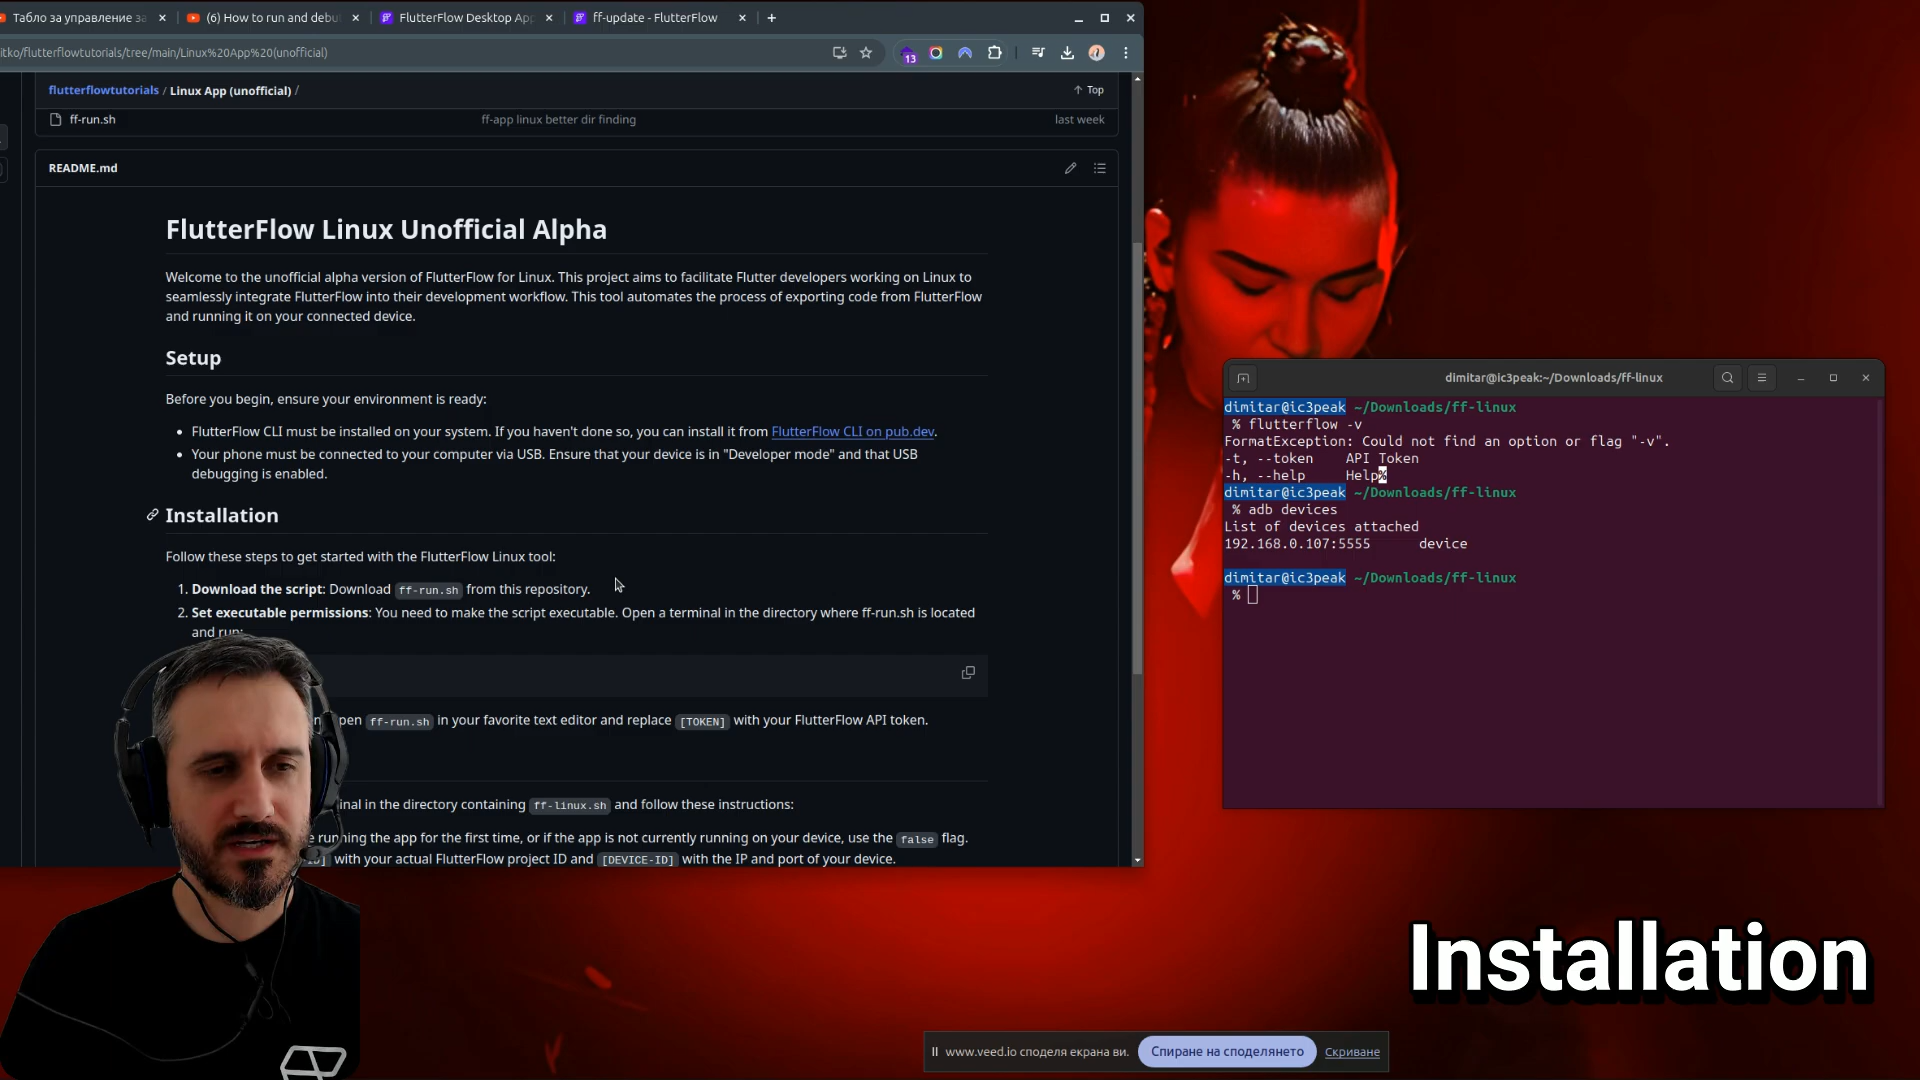 Табло за управление за
(6) How to run and debu
FlutterFlow Desktop App
ff-update - FlutterFlow
itko/flutterflowtutorials/tree/main/Linux%20App%20(unofficial)
13
flutterflowtutorials / Linux App (unofficial) /
Top
ff-run.sh
ff-app linux better dir finding
last week
README.md
FlutterFlow Linux Unofficial Alpha
Welcome to the unofficial alpha version of FlutterFlow for Linux. This project aims to facilitate Flutter developers working on Linux to
seamlessly integrate FlutterFlow into their development workflow. This tool automates the process of exporting code from FlutterFlow
and running it on your connected device.
Setup
Before you begin, ensure your environment is ready:
FlutterFlow CLI must be installed on your system. If you haven't done so, you can install it from FlutterFlow CLI on pub.dev.
Your phone must be connected to your computer via USB. Ensure that your device is in "Developer mode" and that USB
debugging is enabled.
Installation
Follow these steps to get started with the FlutterFlow Linux tool:
1. Download the script: Download ff-run.sh from this repository.
2. Set executable permissions: You need to make the script executable. Open a terminal in the directory where ff-run.sh is located
and run:
pen ff-run.sh in your favorite text editor and replace [TOKEN] with your FlutterFlow API token.
inal in the directory containing ff-linux.sh and follow these instructions:
running the app for the first time, or if the app is not currently running on your device, use the false flag.
with your actual FlutterFlow project ID and [DEVICE-ID] with the IP and port of your device.
dimitar@ic3peak:~/Downloads/ff-linux
dimitar@ic3peak ~/Downloads/ff-linux
% flutterflow -v
FormatException: Could not find an option or flag "-v".
-t, --token    API Token
-h, --help     Help%
dimitar@ic3peak ~/Downloads/ff-linux
% adb devices
List of devices attached
192.168.0.107:5555      device
dimitar@ic3peak ~/Downloads/ff-linux
%
Installation
www.veed.io споделя екрана ви.
Спиране на споделянето
Скриване